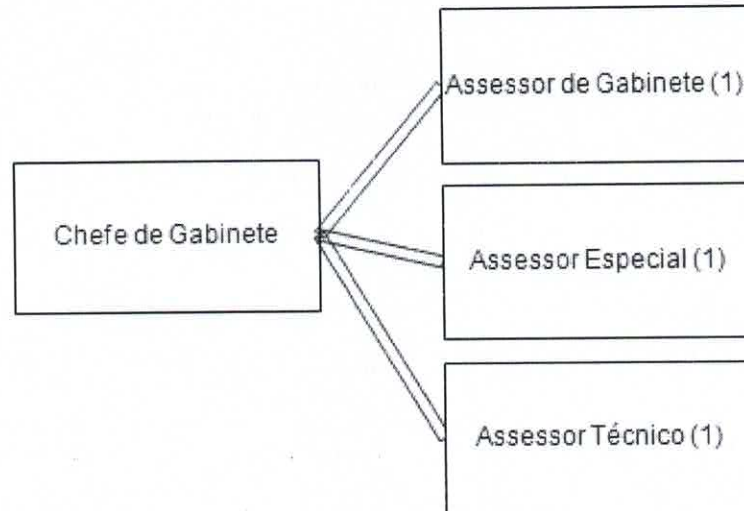 Assessor de Gabinete (1)
Chefe de Gabinete
Assessor Especial (1)
Assessor Técnico (1)